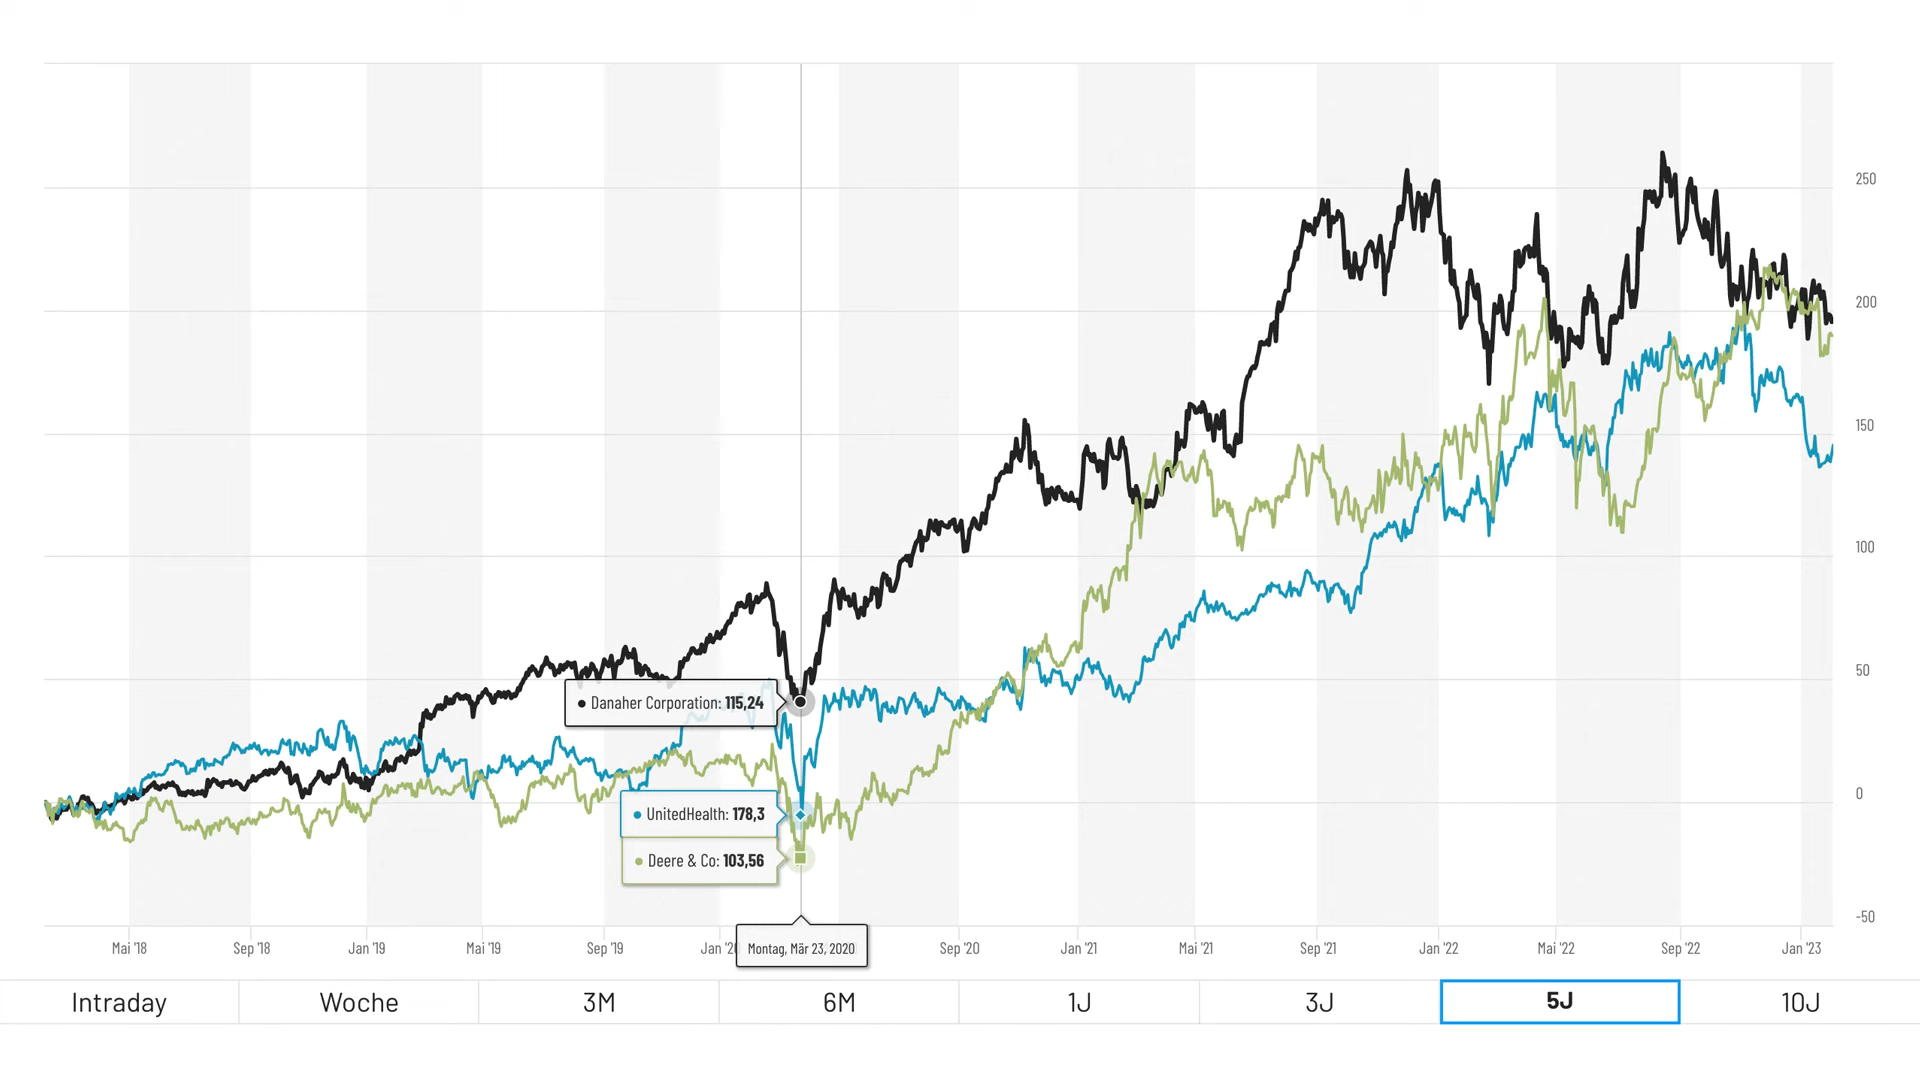 250
200
150
100
50
0
-50
Danaher Corporation: 115,24
UnitedHealth: 178,3
Deere & Co: 103,56
Montag, Mär 23, 2020
Mai '18
Sep '18
Jan '19
Mai '19
Sep '19
Jan '20
Sep '20
Jan '21
Mai '21
Sep '21
Jan '22
Mai '22
Sep '22
Jan '23
Intraday
Woche
3M
6M
1J
3J
5J
10J